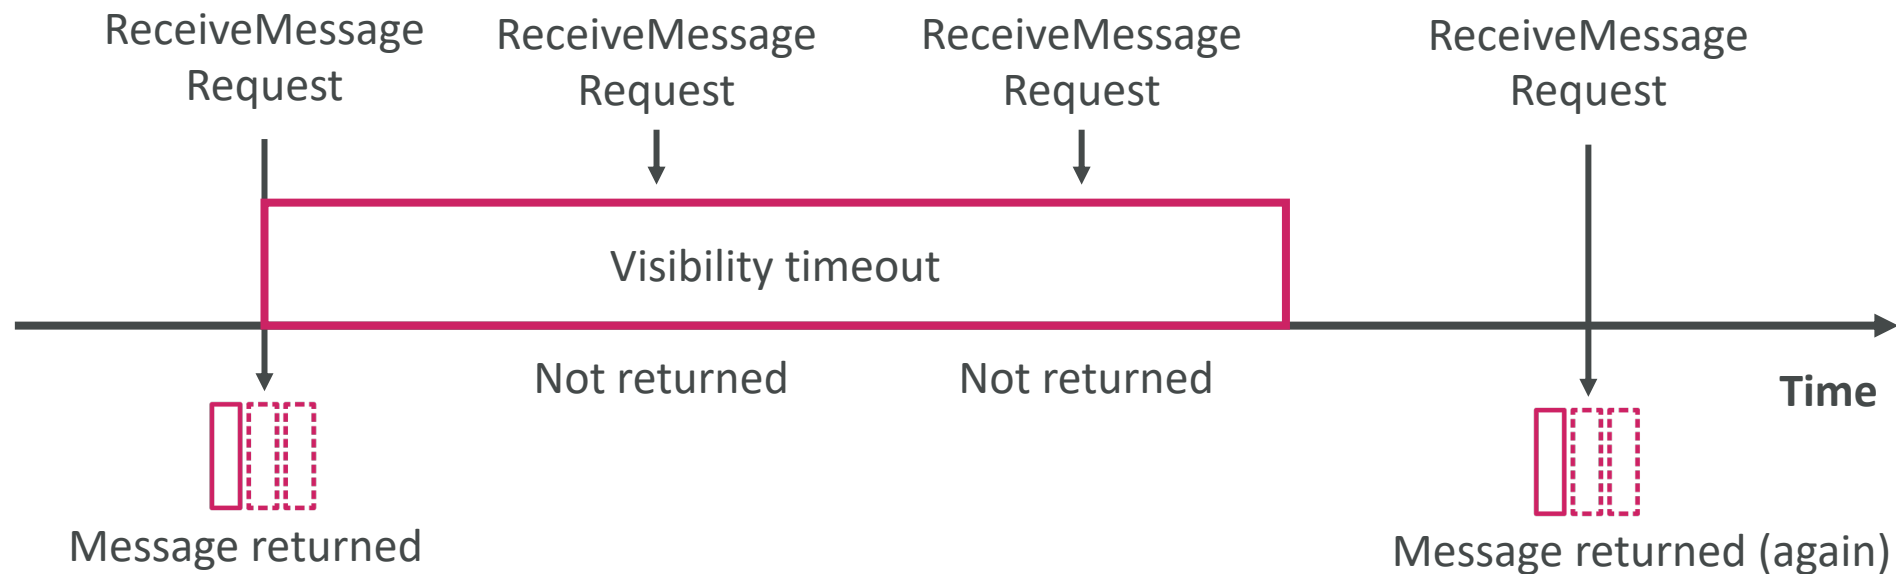 ReceiveMessage
Request
ReceiveMessage
Request
ReceiveMessage
Request
ReceiveMessage
Request
Visibility timeout
Not returned
Not returned
Time
Message returned
Message returned (again)